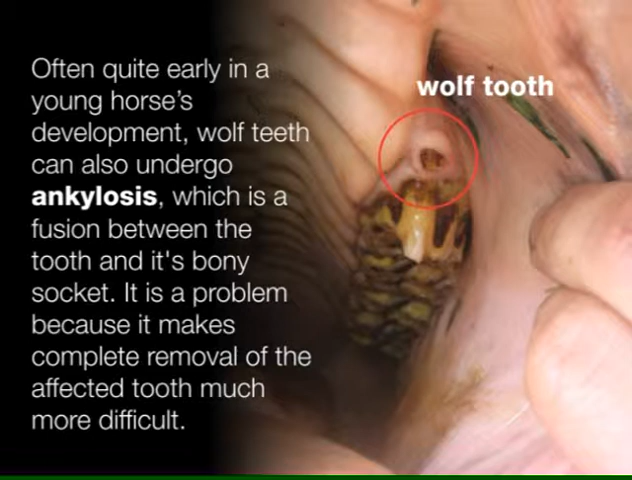 Often quite early in a
young horse's
development, wolf teeth
can also undergo
ankylosis, which is a
fusion between the
tooth and it's bony
socket. It is a problem
because it makes
complete removal of the
affected tooth much
more difficult.
wolf tooth